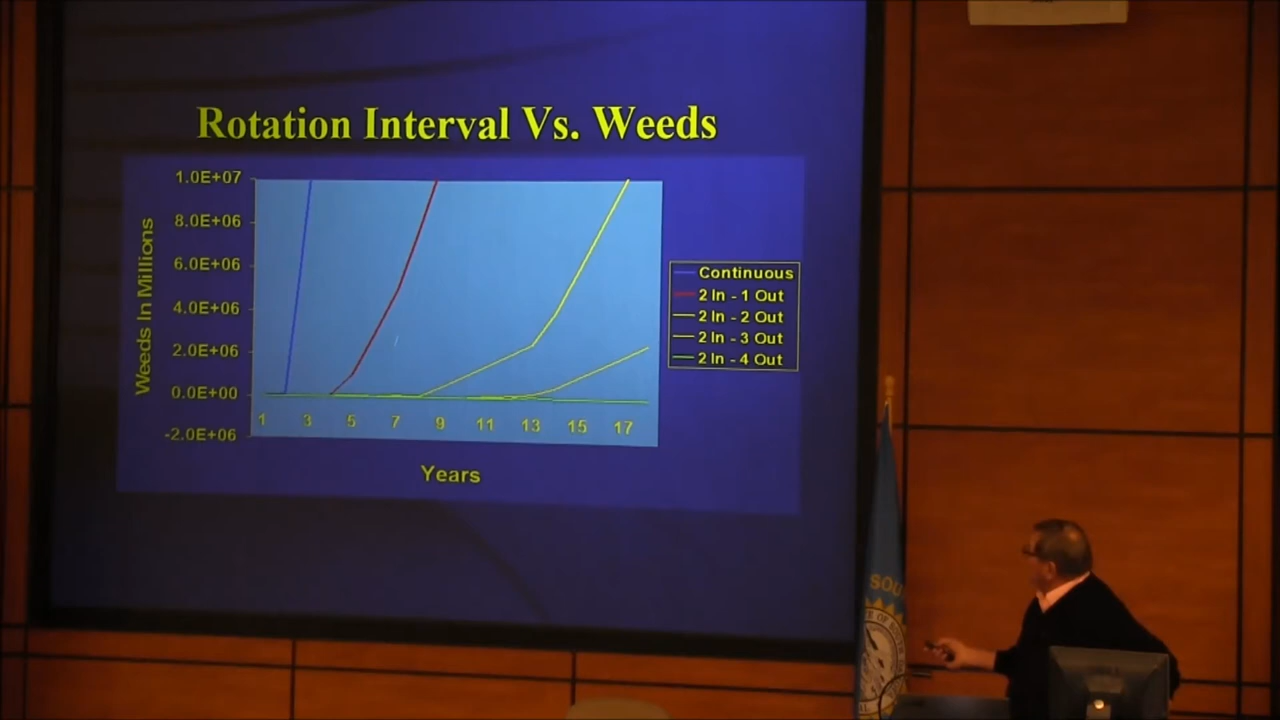 Rotation Interval Vs. Weeds
1.0E+07
8.0E+06
6.0E+06
4.0E+06
2.0E+06
0.0E+00
-2.0E+06
Weeds In Millions
1 3 5 7 9 11 13 15 17
Years
Continuous
2 In - 1 Out
2 In - 2 Out
2 In - 3 Out
2 In - 4 Out
SOU